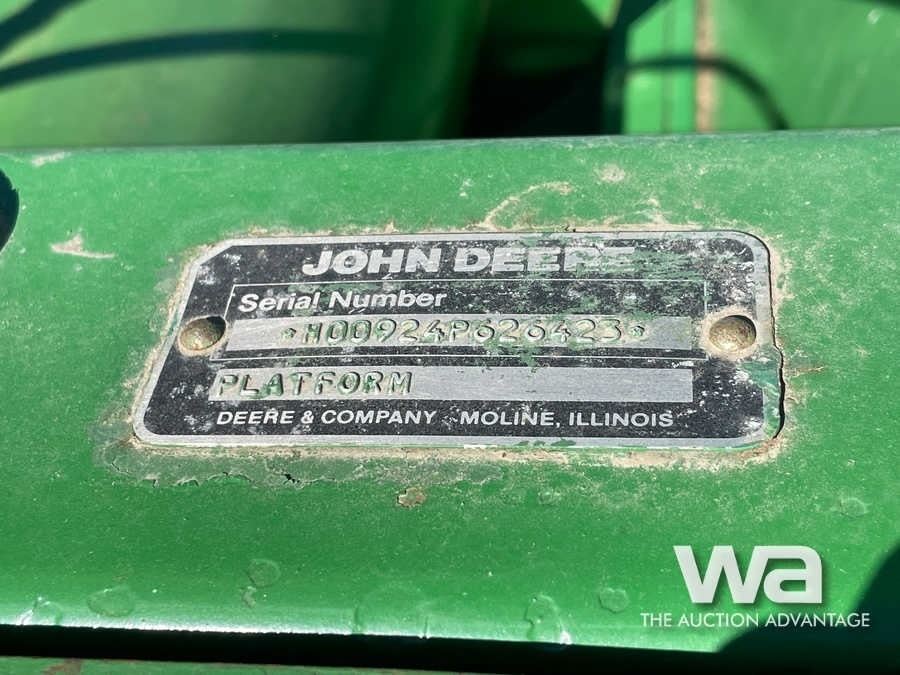 JOHN DEERE
Serial Number
*H00924P626423*
PLATFORM
DEERE & COMPANY MOLINE, ILLINOIS
wa
THE AUCTION ADVANTAGE